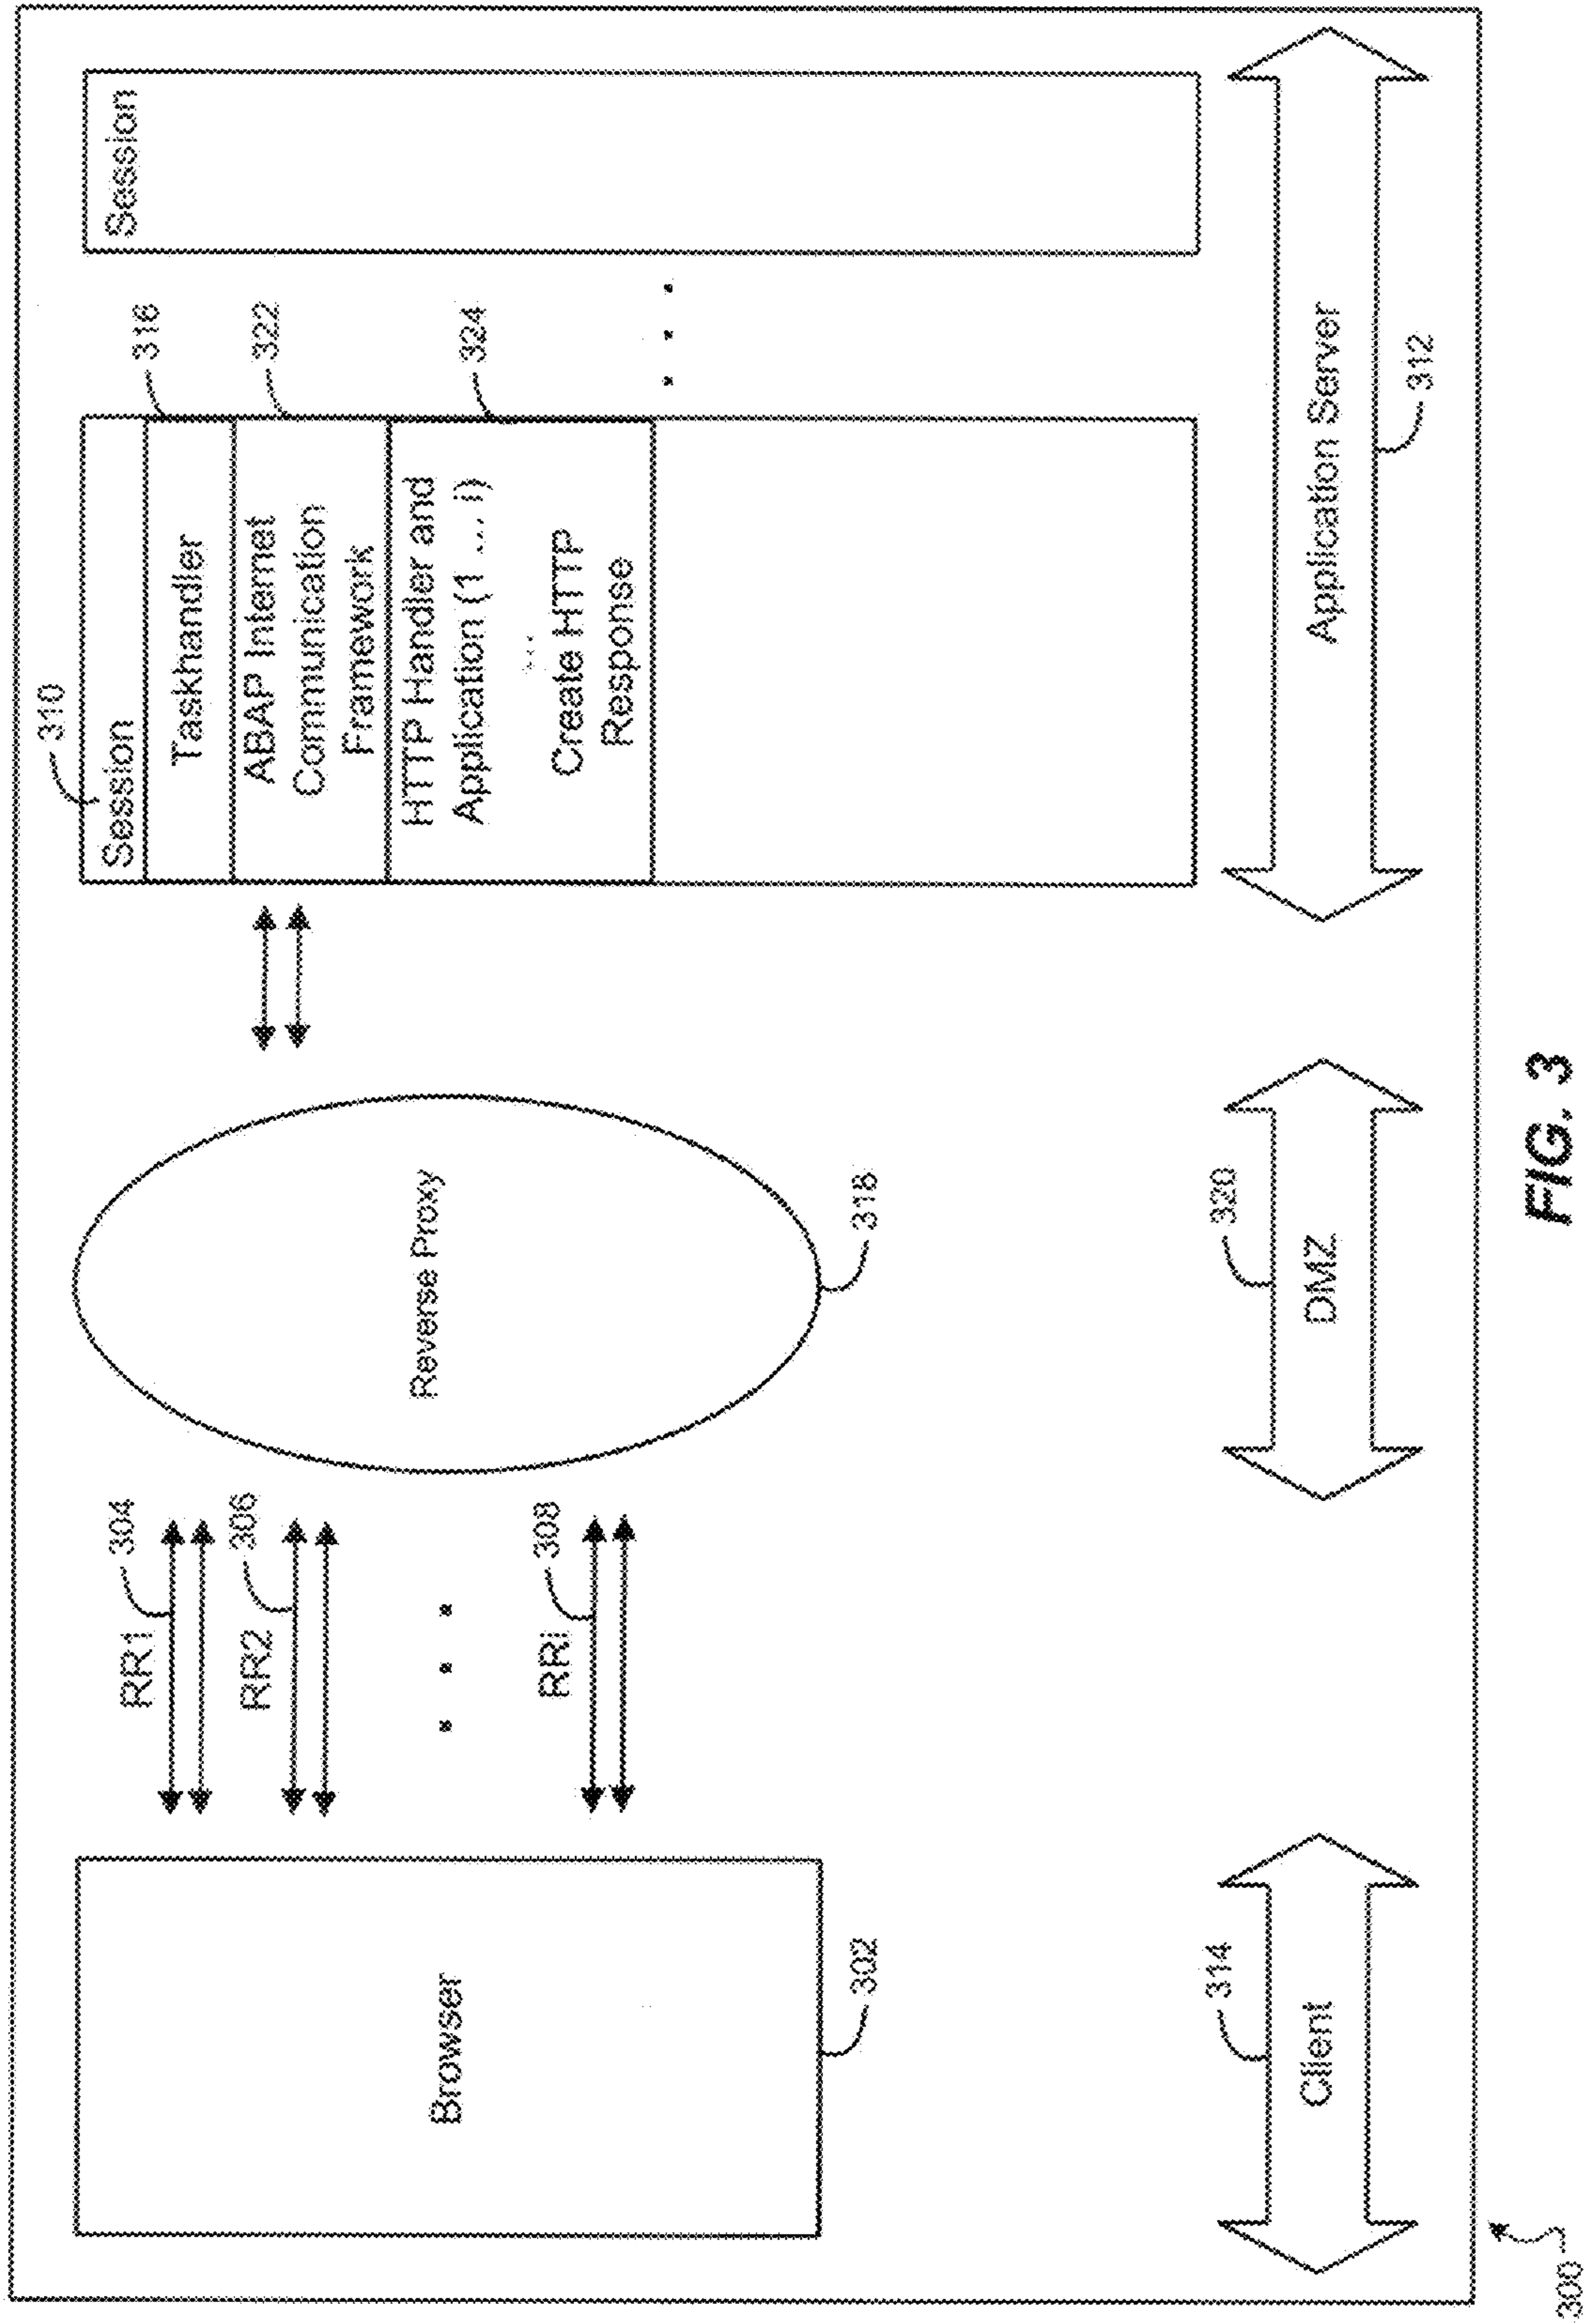 Browser
302
RR1
304
RR2
306
. . .
RRi
308
Reverse Proxy
318
310
Session
Taskhandler
316
ABAP Internet
Communication
Framework
322
HTTP Handler and
Application (1 ... i)
...
Create HTTP
Response
324
. . .
Session
314
Client
320
DMZ
Application Server
312
300
FIG. 3